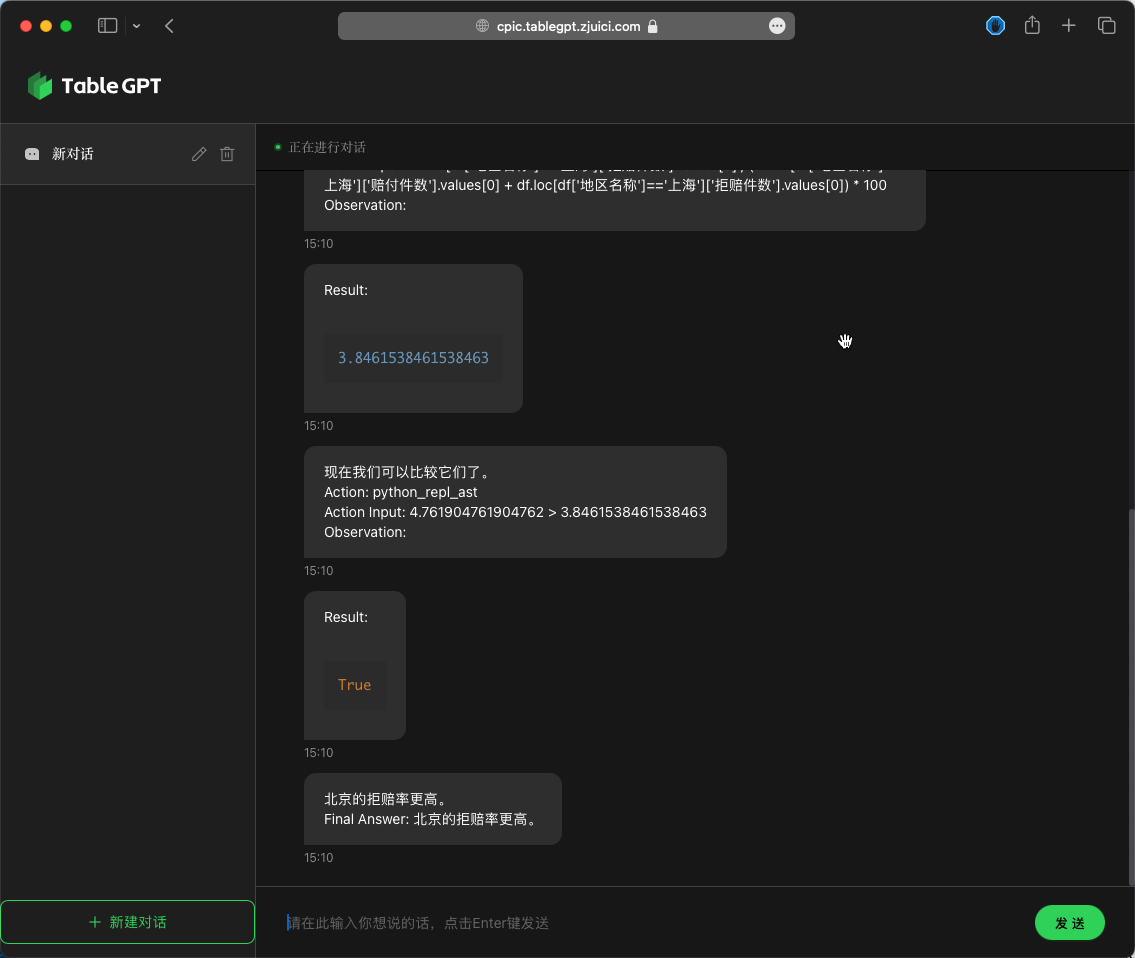 cpic.tablegpt.zjuici.com
Table GPT
新对话
正在进行对话
上海']['赔付件数'].values[0] + df.loc[df['地区名称']=='上海']['拒赔件数'].values[0]) * 100
Observation:
15:10
Result:
3.8461538461538463
15:10
现在我们可以比较它们了。
Action: python_repl_ast
Action Input: 4.761904761904762 > 3.8461538461538463
Observation:
15:10
Result:
True
15:10
北京的拒赔率更高。
Final Answer: 北京的拒赔率更高。
15:10
+ 新建对话
请在此输入你想说的话，点击Enter键发送
发 送